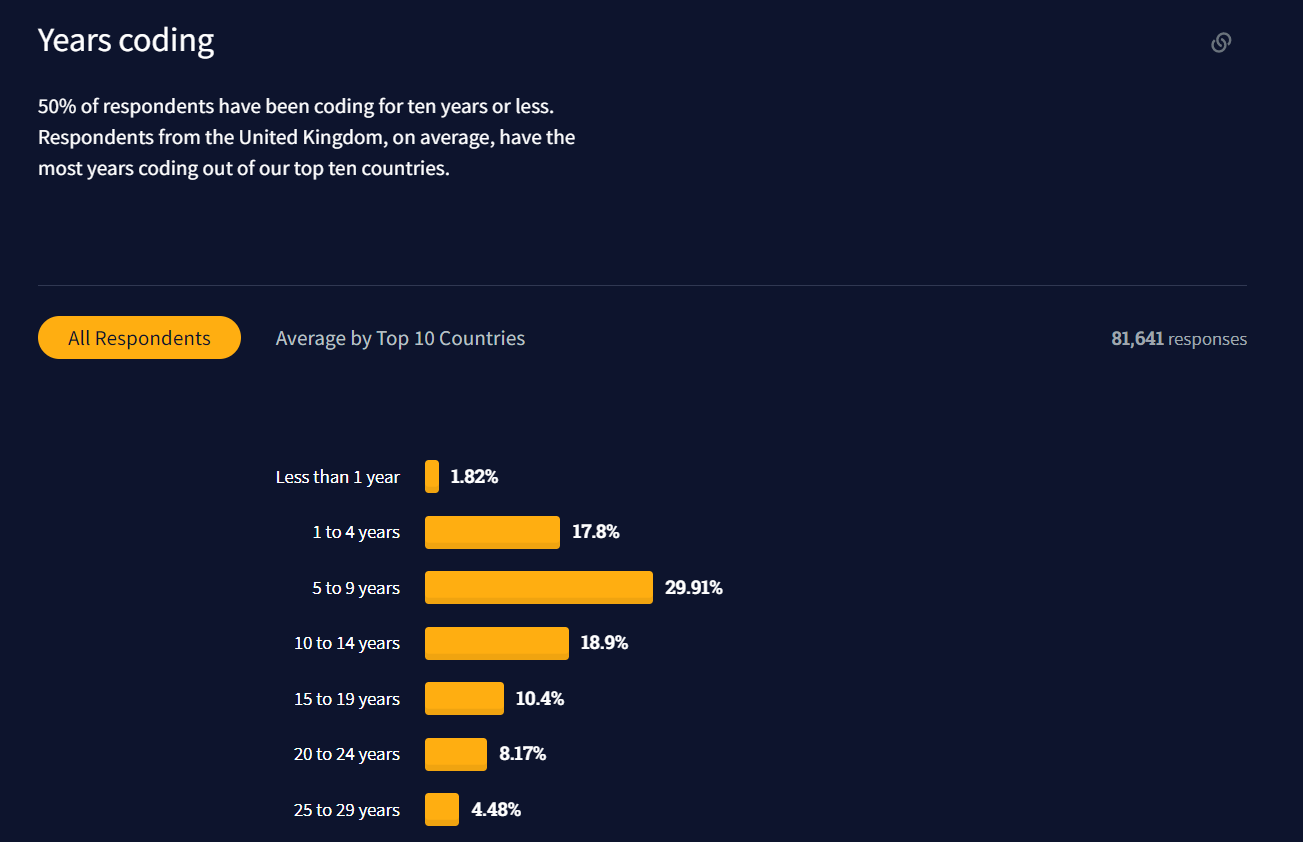 Years coding
50% of respondents have been coding for ten years or less.
Respondents from the United Kingdom, on average, have the
most years coding out of our top ten countries.
All Respondents Average by Top 10 Countries 81,641 responses
Less than 1 year 1.82%
1 to 4 years 17.8%
5 to 9 years 29.91%
10 to 14 years 18.9%
15 to 19 years 10.4%
20 to 24 years 8.17%
25 to 29 years 4.48%